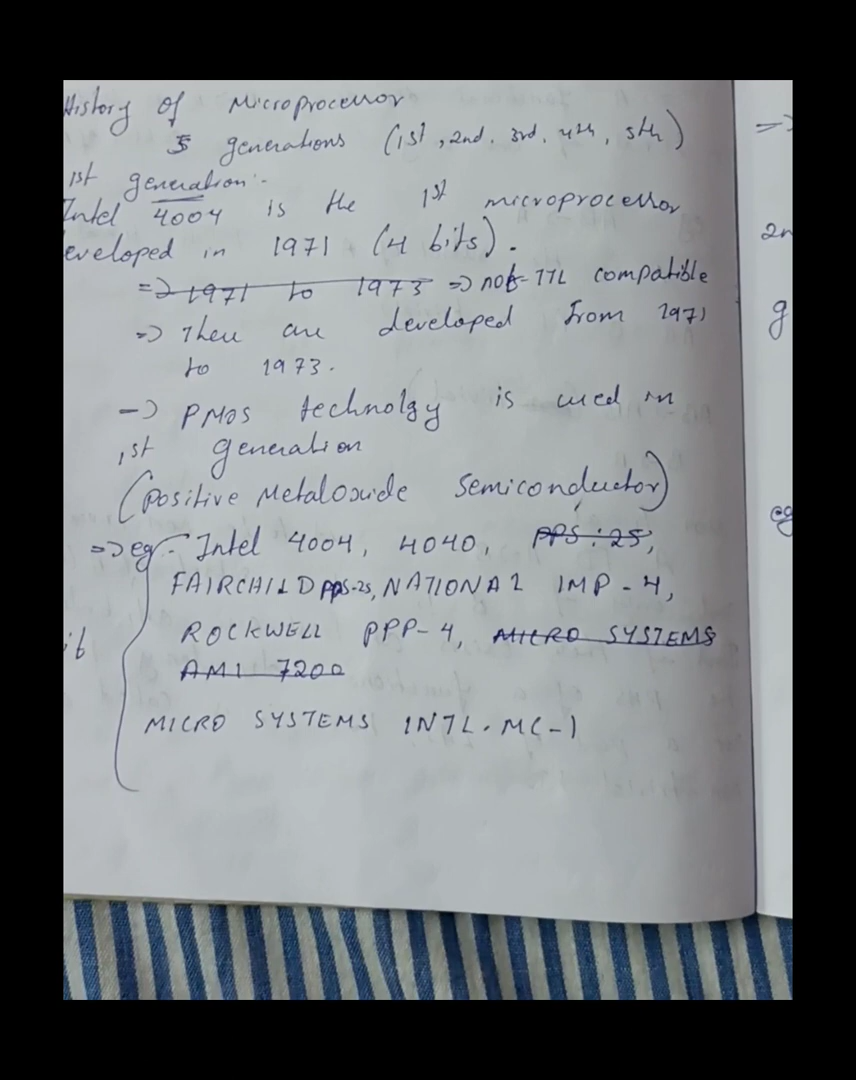 History of Microprocessor
5 generations (1st, 2nd, 3rd, 4th, 5th)
1st generation:-
Intel 4004 is the 1st microprocessor
eveloped in 1971 (4 bits).
=> 1971 to 1973 => not TTL compatible
=> These are developed from 1971
to 1973.
-> PMOS technolgy is used in
1st generation
(Positive Metaloxide Semiconductor)
=> eg:- Intel 4004, 4040, PPS:25,
FAIRCHILD PPS-25, NATIONAL IMP-4,
ROCKWELL PPP-4, MICRO SYSTEMS
AMI 7200
MICRO SYSTEMS INTL. MC-1
=>
2n
g
eg